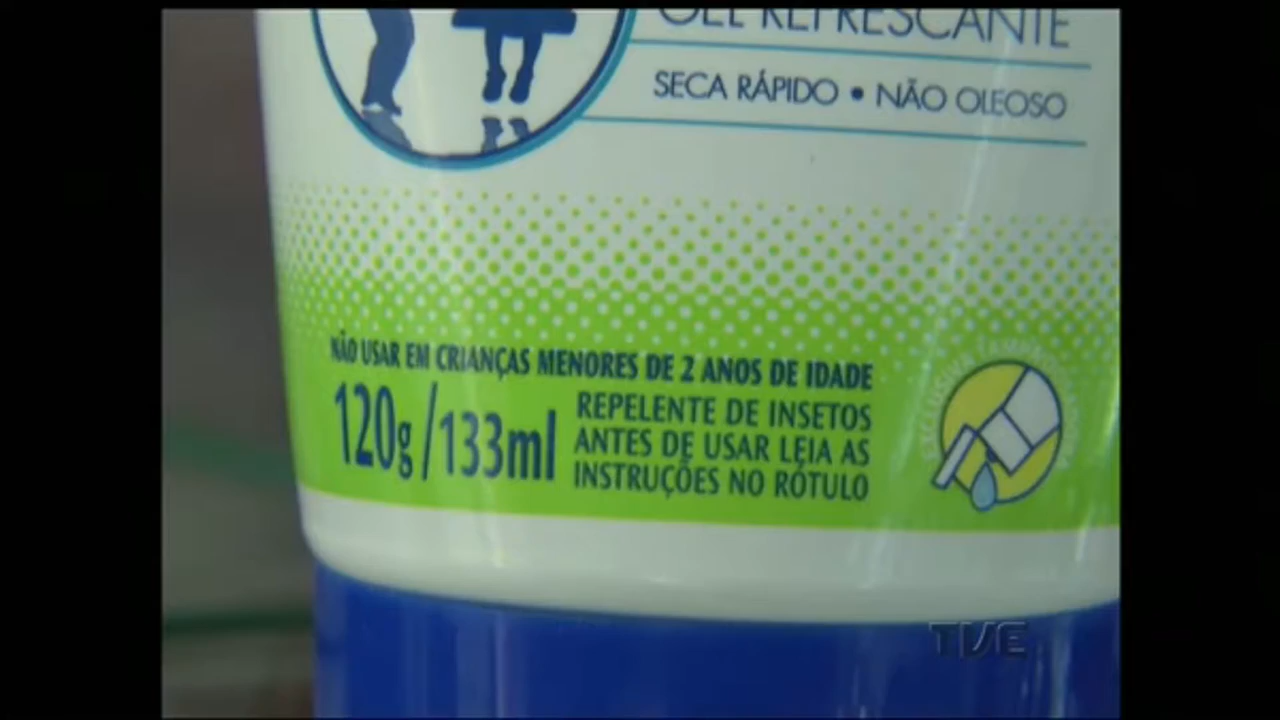 GEL REFRESCANTE
SECA RÁPIDO • NÃO OLEOSO
NÃO USAR EM CRIANÇAS MENORES DE 2 ANOS DE IDADE
120g/133ml
REPELENTE DE INSETOS
ANTES DE USAR LEIA AS
INSTRUÇÕES NO RÓTULO
TVE